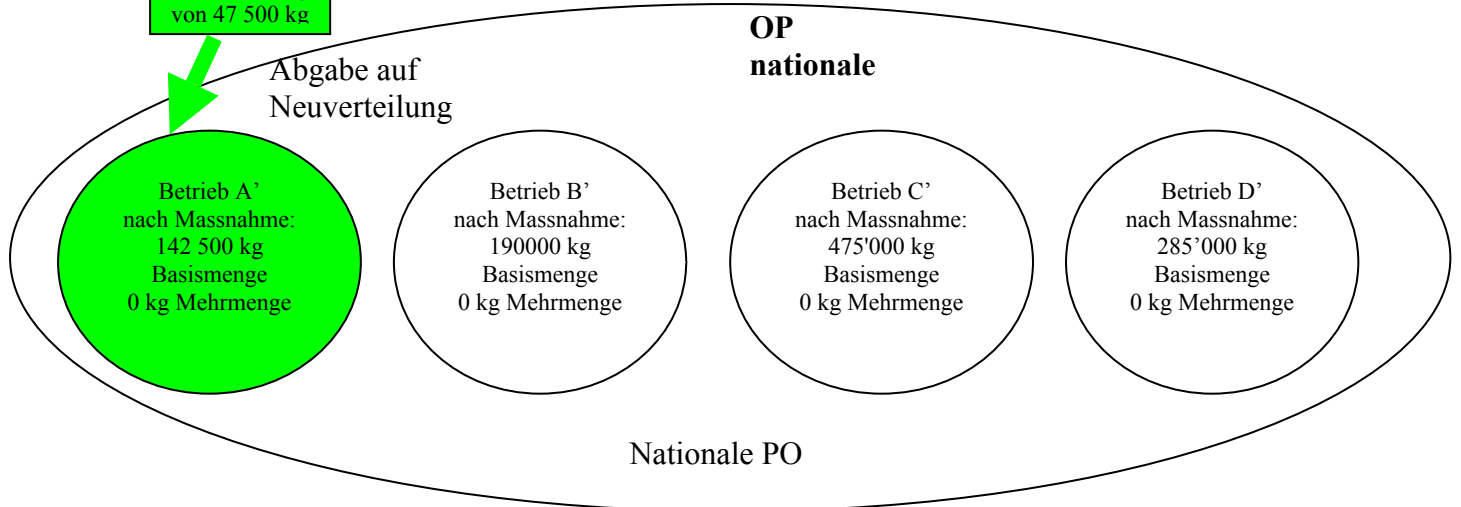 von 47 500 kg
OP
nationale
Abgabe auf
Neuverteilung
Betrieb A’
nach Massnahme:
142 500 kg
Basismenge
0 kg Mehrmenge
Betrieb B’
nach Massnahme:
190000 kg
Basismenge
0 kg Mehrmenge
Betrieb C’
nach Massnahme:
475'000 kg
Basismenge
0 kg Mehrmenge
Betrieb D’
nach Massnahme:
285’000 kg
Basismenge
0 kg Mehrmenge
Nationale PO